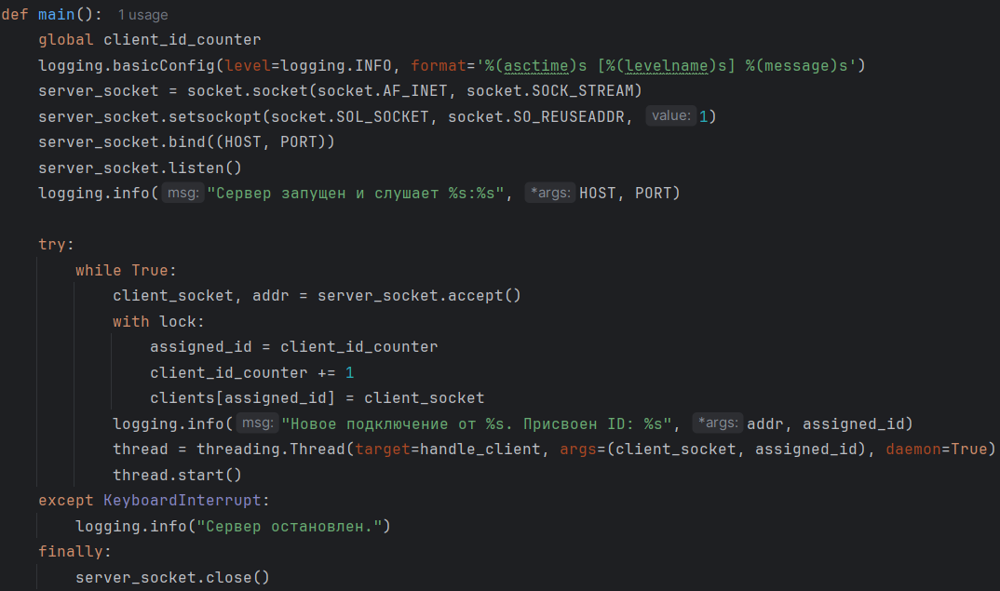 def main(): 1 usage
    global client_id_counter
    logging.basicConfig(level=logging.INFO, format='%(asctime)s [%(levelname)s] %(message)s')
    server_socket = socket.socket(socket.AF_INET, socket.SOCK_STREAM)
    server_socket.setsockopt(socket.SOL_SOCKET, socket.SO_REUSEADDR, value: 1)
    server_socket.bind((HOST, PORT))
    server_socket.listen()
    logging.info( msg: "Сервер запущен и слушает %s:%s", *args: HOST, PORT)

    try:
        while True:
            client_socket, addr = server_socket.accept()
            with lock:
                assigned_id = client_id_counter
                client_id_counter += 1
                clients[assigned_id] = client_socket
            logging.info( msg: "Новое подключение от %s. Присвоен ID: %s", *args: addr, assigned_id)
            thread = threading.Thread(target=handle_client, args=(client_socket, assigned_id), daemon=True)
            thread.start()
    except KeyboardInterrupt:
        logging.info("Сервер остановлен.")
    finally:
        server_socket.close()